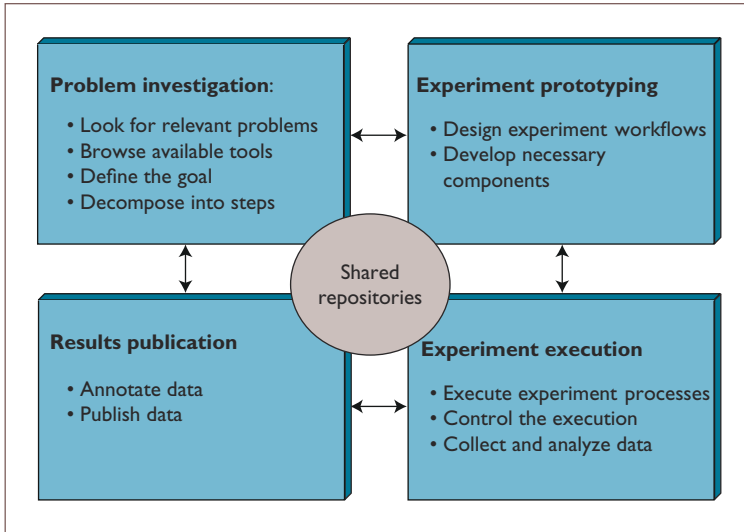 Problem investigation:
• Look for relevant problems
• Browse available tools
• Define the goal
• Decompose into steps
Experiment prototyping
• Design experiment workflows
• Develop necessary
components
Shared
repositories
Results publication
• Annotate data
• Publish data
Experiment execution
• Execute experiment processes
• Control the execution
• Collect and analyze data